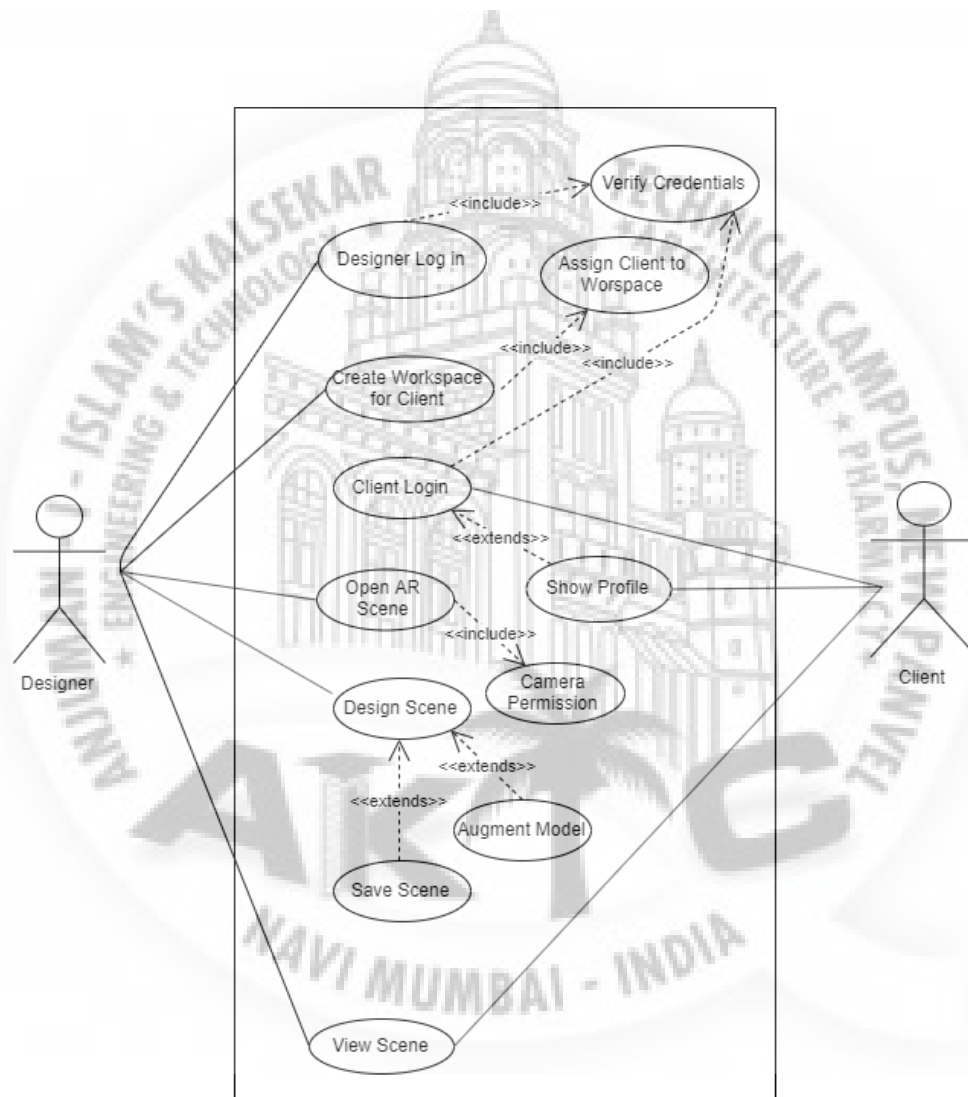 Verify Credentials
<<include>>
Designer Log in
Assign Client to
Worspace
<<include>>
<<include>>
Create Workspace
for Client
Client Login
<<extends>>
Open AR
Scene
Show Profile
<<include>>
Designer
Client
Camera
Permission
Design Scene
<<extends>>
<<extends>>
Augment Model
Save Scene
View Scene
ANJUMAN I - ISLAM'S KALSEKAR TECHNICAL CAMPUS, NEW PANVEL
ENGINEERING & TECHNOLOGY
ARCHITECTURE ★ PHARMACY
AKTC
NAVI MUMBAI - INDIA